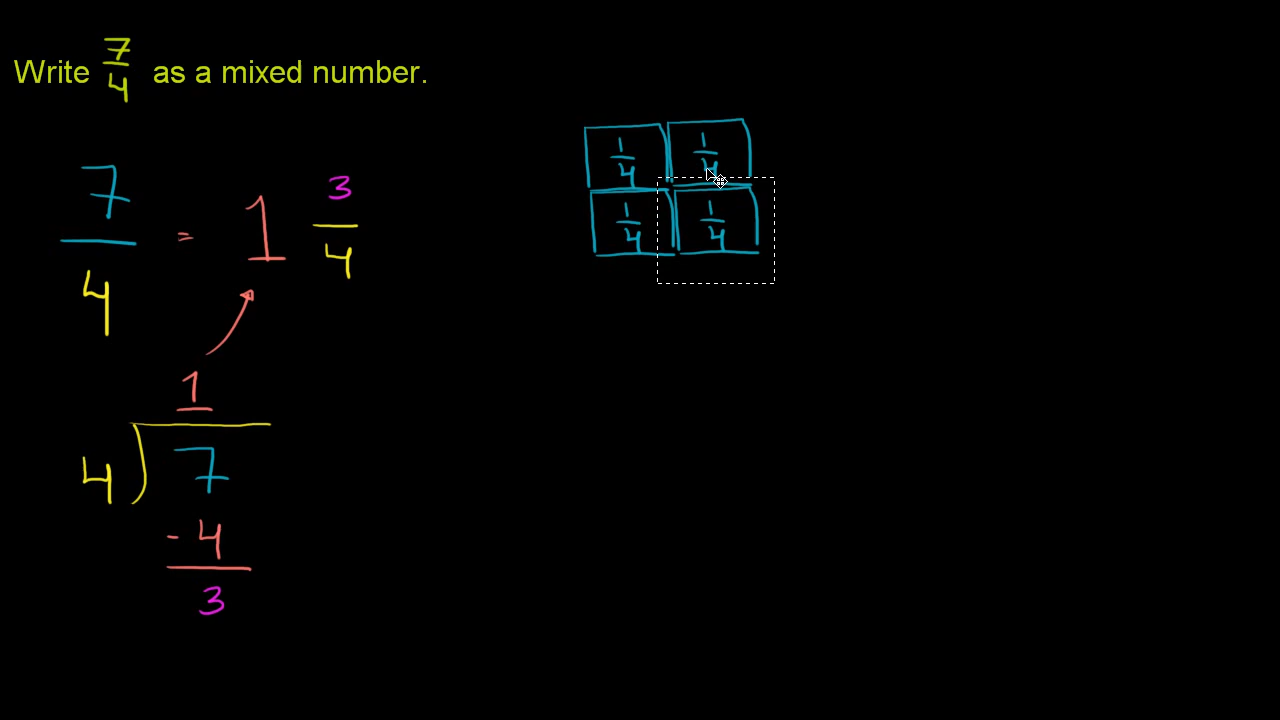 Write 7/4 as a mixed number.
7/4 = 1 3/4
1
4 ) 7
- 4
3
1/4 1/4
1/4 1/4